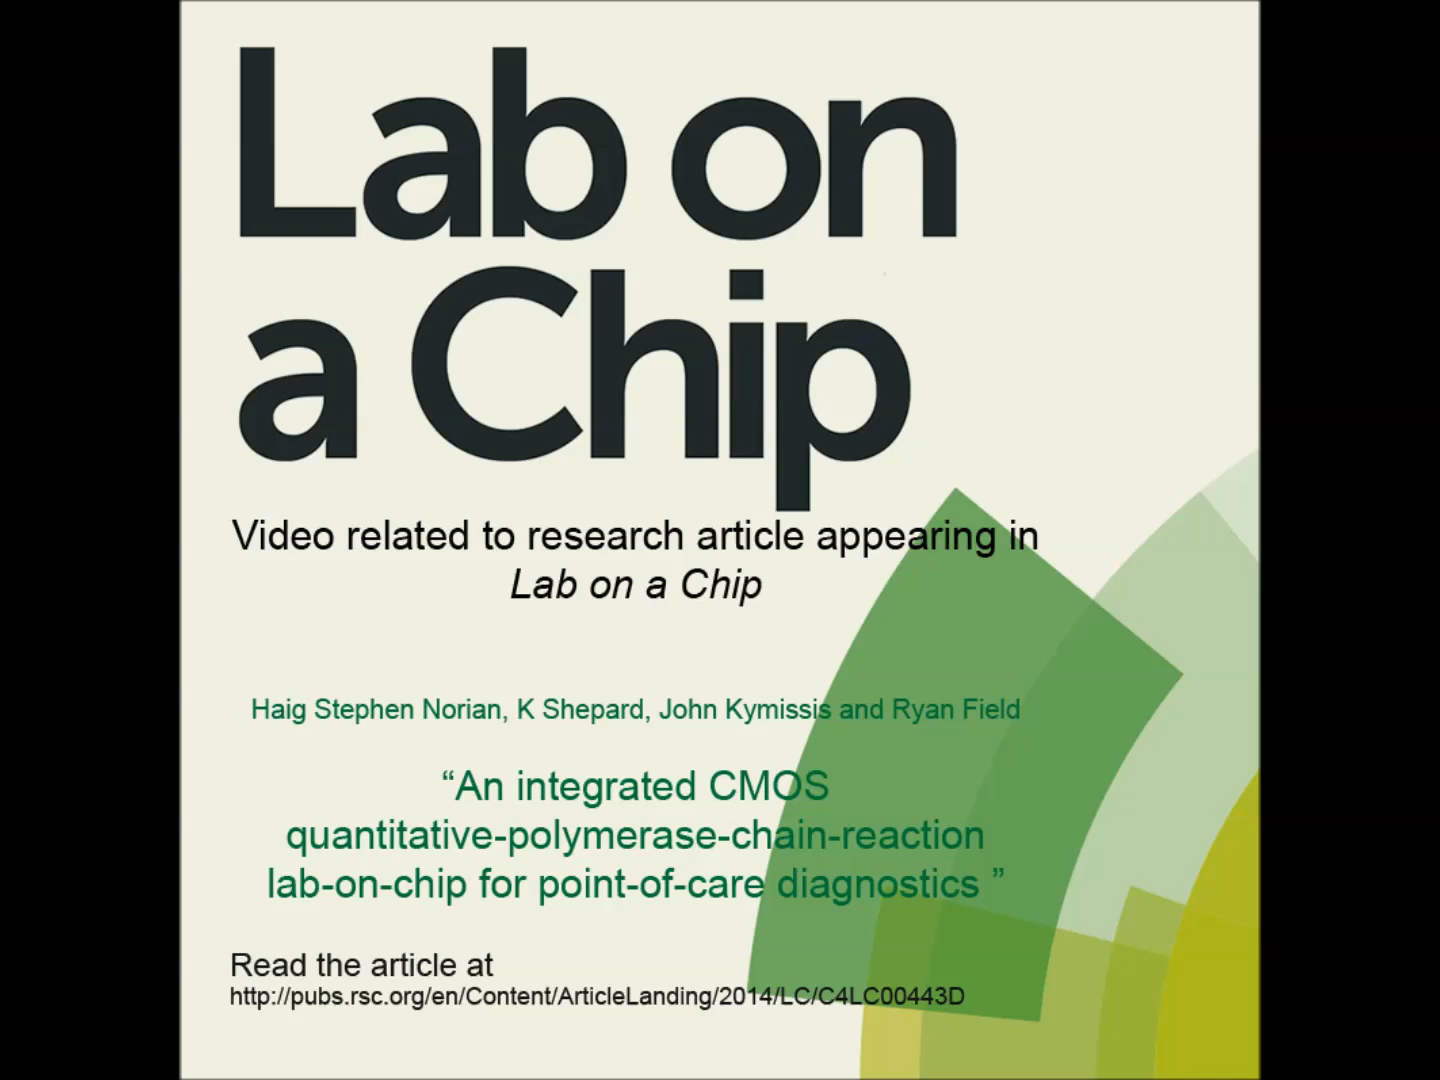 Lab on
a Chip
Video related to research article appearing in
Lab on a Chip
Haig Stephen Norian, K Shepard, John Kymissis and Ryan Field
“An integrated CMOS
quantitative-polymerase-chain-reaction
lab-on-chip for point-of-care diagnostics ”
Read the article at
http://pubs.rsc.org/en/Content/ArticleLanding/2014/LC/C4LC00443D